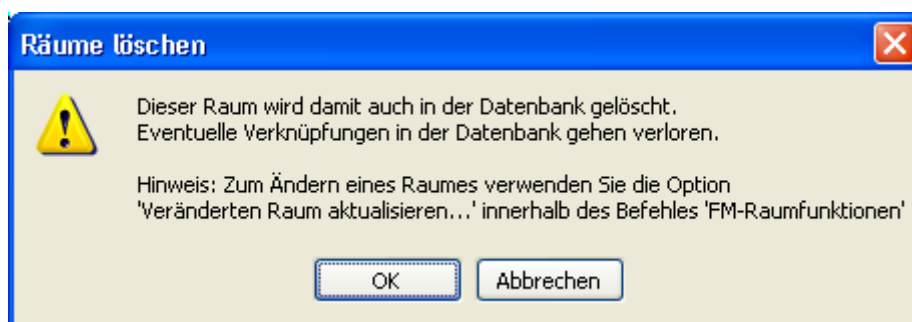 Räume löschen
Dieser Raum wird damit auch in der Datenbank gelöscht.
Eventuelle Verknüpfungen in der Datenbank gehen verloren.
Hinweis: Zum Ändern eines Raumes verwenden Sie die Option
'Veränderten Raum aktualisieren...' innerhalb des Befehles 'FM-Raumfunktionen'
OK
Abbrechen